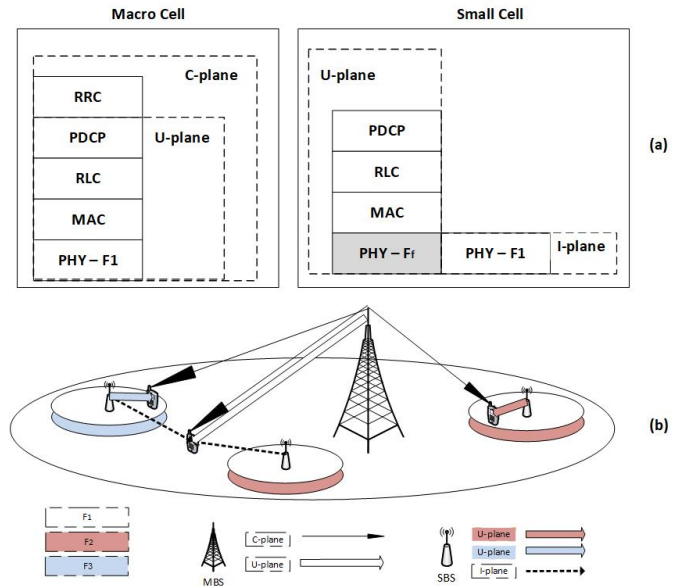 Macro Cell
Small Cell
C-plane
U-plane
RRC
PDCP
U-plane
PDCP
(a)
RLC
RLC
MAC
MAC
PHY – F1
PHY – Ff
PHY – F1
I-plane
(b)
F1
F2
F3
MBS
C-plane
U-plane
SBS
U-plane
U-plane
I-plane